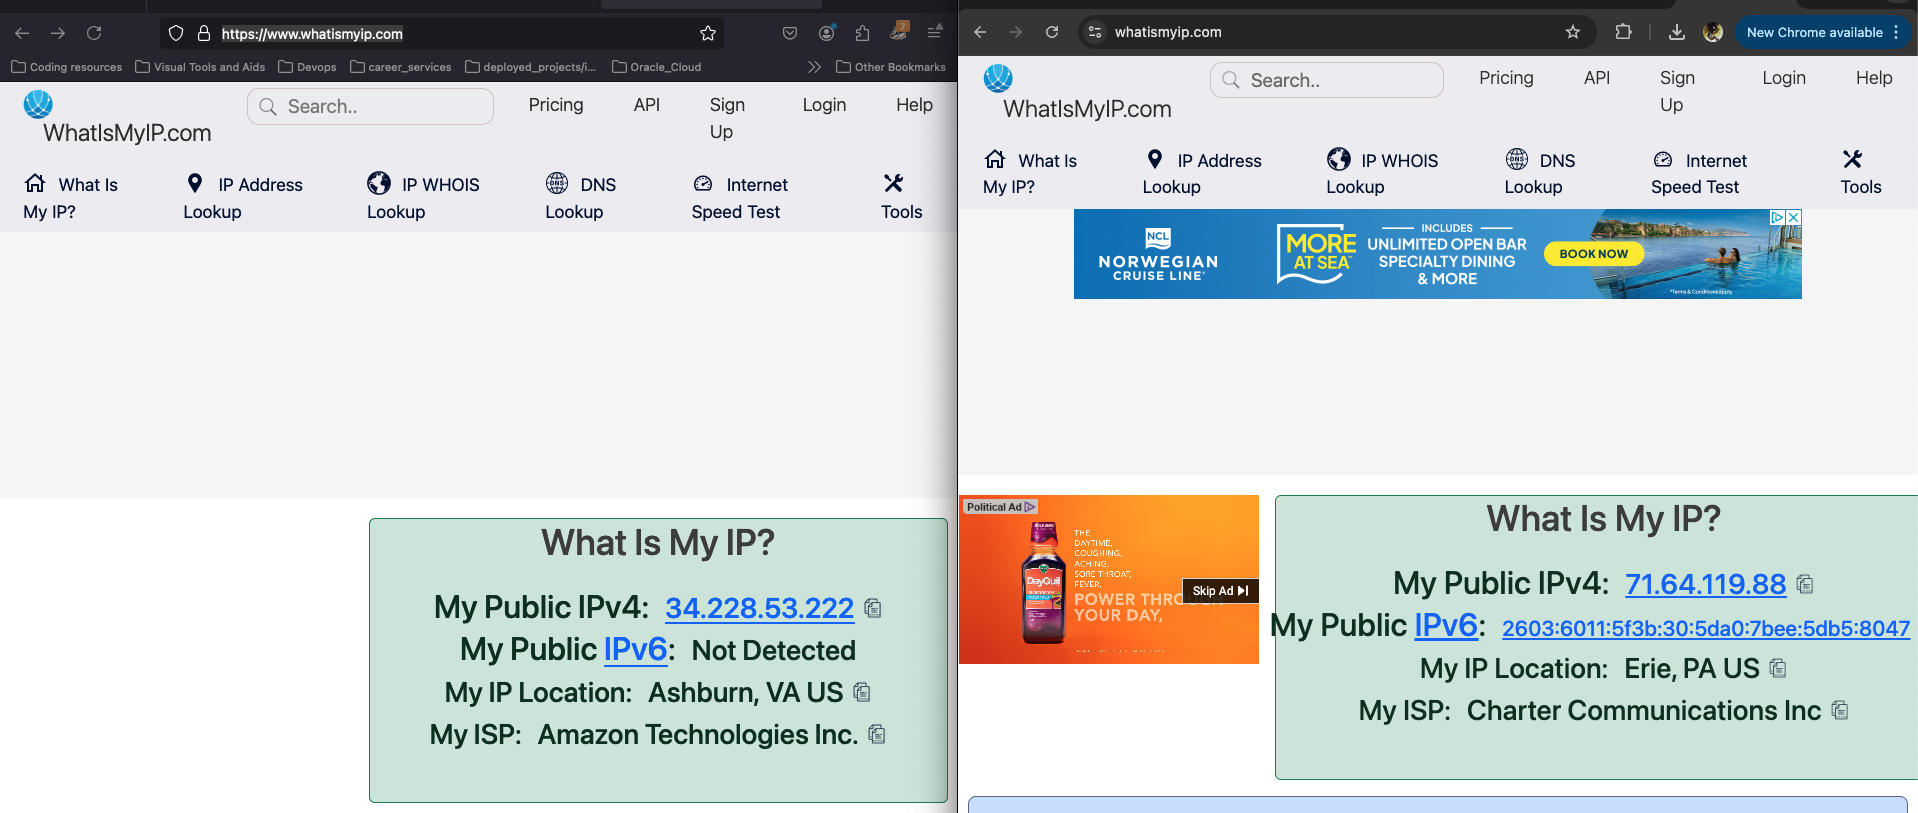 https://www.whatismyip.com
7
Coding resources
Visual Tools and Aids
Devops
career_services
deployed_projects/i...
Oracle_Cloud
Other Bookmarks
WhatIsMyIP.com
Search..
Pricing
API
Sign
Up
Login
Help
What Is
My IP?
IP Address
Lookup
IP WHOIS
Lookup
DNS
DNS
Lookup
Internet
Speed Test
Tools
What Is My IP?
My Public IPv4: 34.228.53.222
My Public IPv6: Not Detected
My IP Location: Ashburn, VA US
My ISP: Amazon Technologies Inc.
whatismyip.com
New Chrome available
WhatIsMyIP.com
Search..
Pricing
API
Sign
Up
Login
Help
What Is
My IP?
IP Address
Lookup
IP WHOIS
Lookup
DNS
DNS
Lookup
Internet
Speed Test
Tools
NCL
NORWEGIAN
CRUISE LINE
MORE
AT SEA™
INCLUDES
UNLIMITED OPEN BAR
SPECIALTY DINING
& MORE
BOOK NOW
*Terms & Conditions apply
Political Ad
THE
DAYTIME,
COUGHING,
ACHING,
SORE THROAT,
FEVER,
POWER THROUGH
YOUR DAY,
DayQuil
Skip Ad
What Is My IP?
My Public IPv4: 71.64.119.88
My Public IPv6: 2603:6011:5f3b:30:5da0:7bee:5db5:8047
My IP Location: Erie, PA US
My ISP: Charter Communications Inc